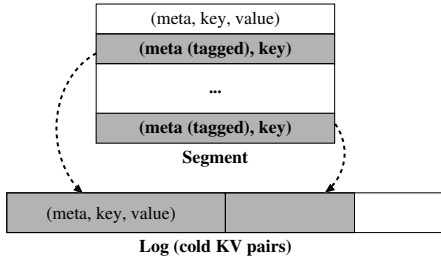 (meta, key, value)
(meta (tagged), key)
...
(meta (tagged), key)
Segment
(meta, key, value)
Log (cold KV pairs)